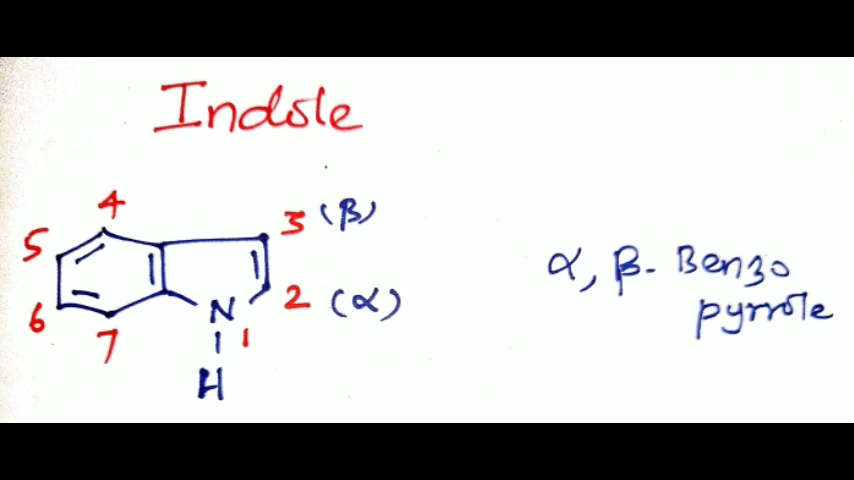 Indole
4
5
3 (β)
6
2 (α)
7
N 1
H
α, β- Benzo
pyrrole